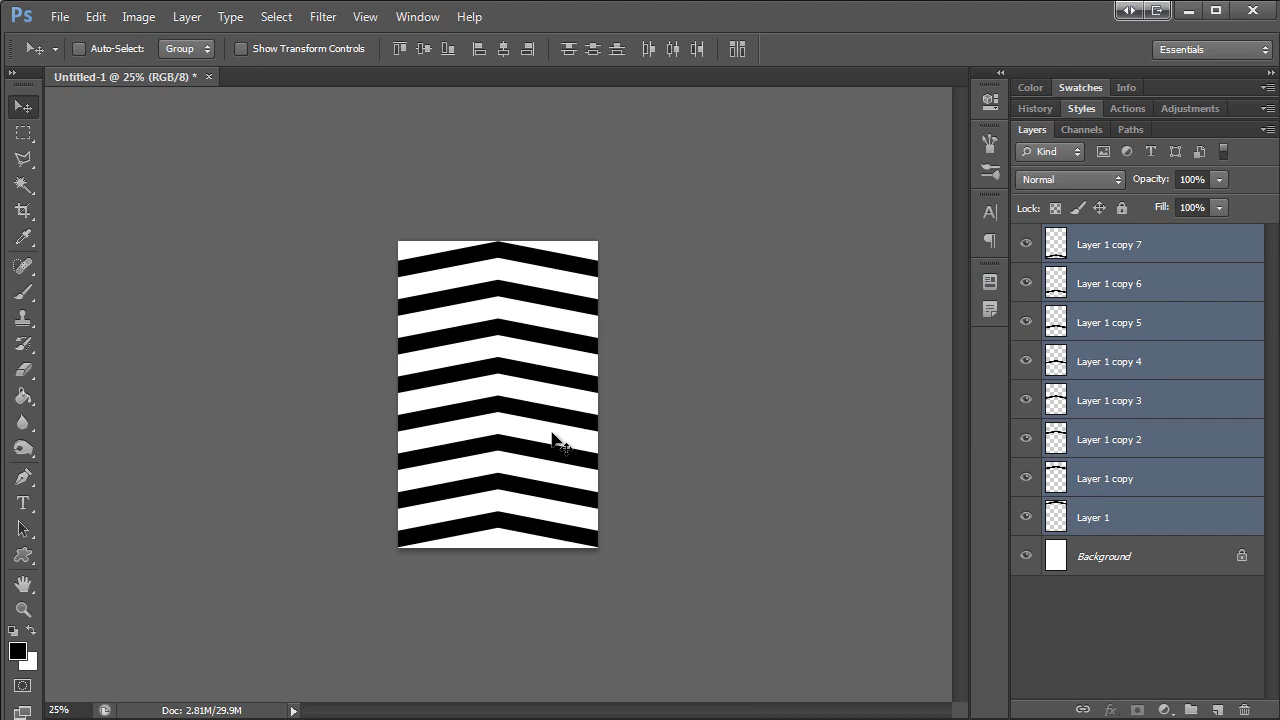 Ps File Edit Image Layer Type Select Filter View Window Help
Auto-Select: Group Show Transform Controls Essentials
Untitled-1 @ 25% (RGB/8) * ×
Color Swatches Info
History Styles Actions Adjustments
Layers Channels Paths
Kind
Normal Opacity: 100%
Lock: Fill: 100%
Layer 1 copy 7
Layer 1 copy 6
Layer 1 copy 5
Layer 1 copy 4
Layer 1 copy 3
Layer 1 copy 2
Layer 1 copy
Layer 1
Background
25% Doc: 2.81M/29.9M